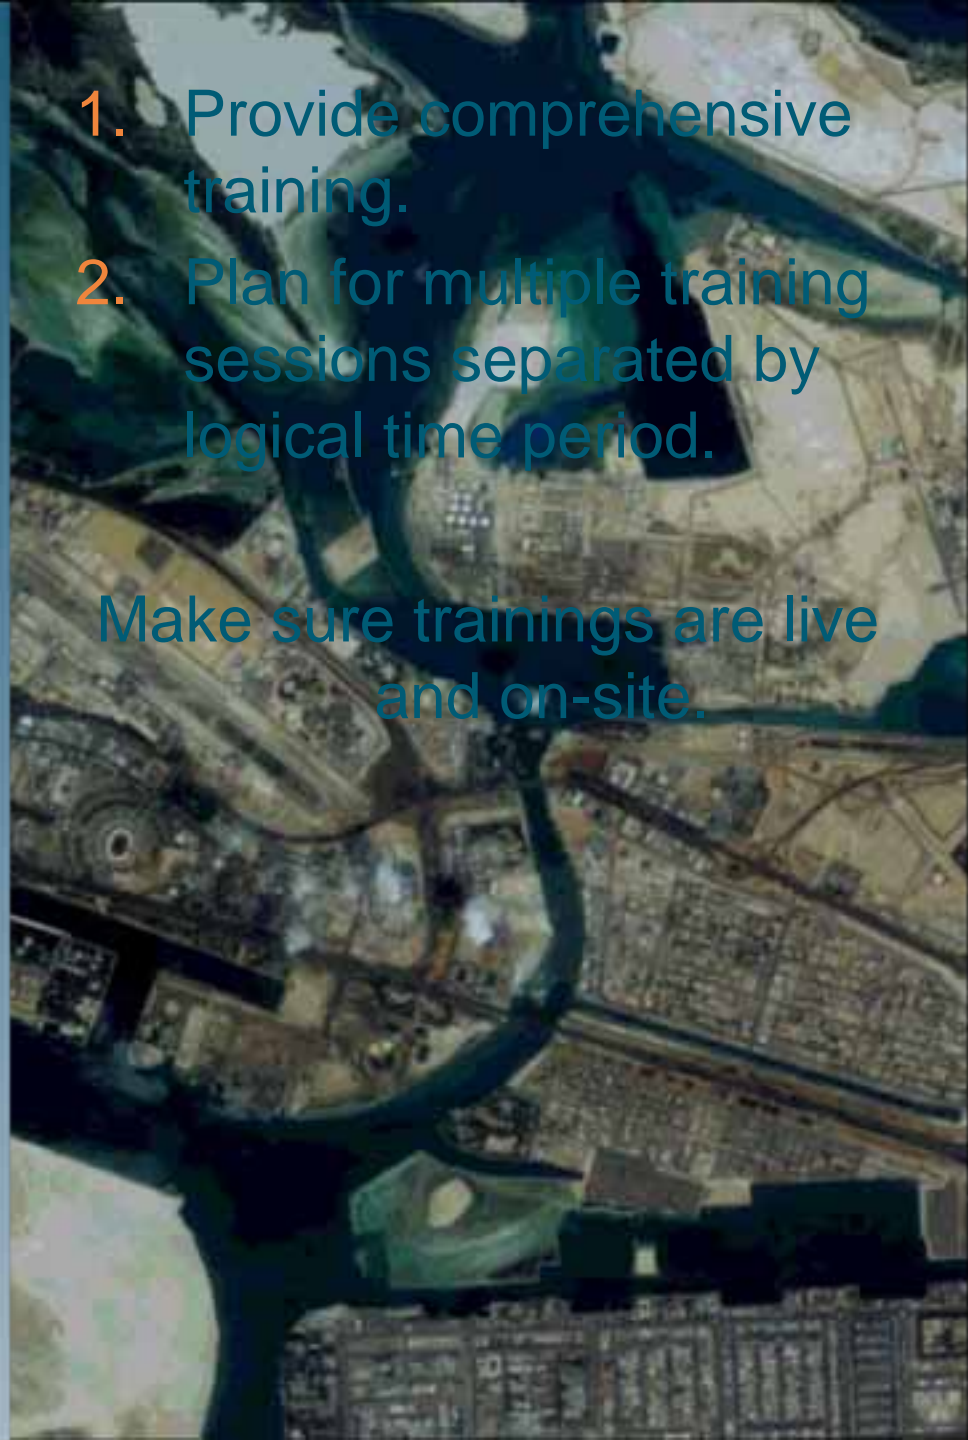 1. Provide comprehensive
training.
2. Plan for multiple training
sessions separated by
logical time period.
Make sure trainings are live
and on-site.